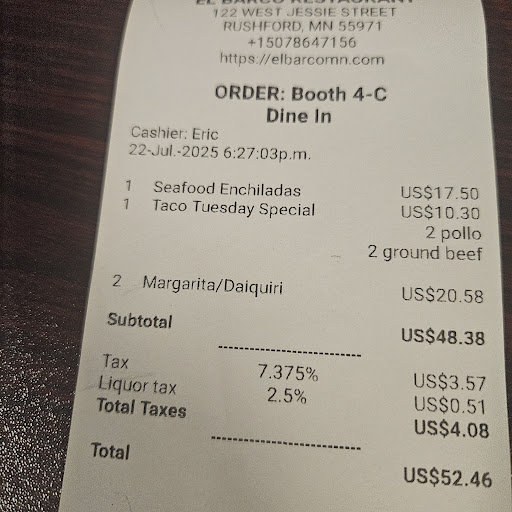 EL BARCO RESTAURANT
122 WEST JESSIE STREET
RUSHFORD, MN 55971
+15078647156
https://elbarcomn.com
ORDER: Booth 4-C
Dine In
Cashier: Eric
22-Jul.-2025 6:27:03p.m.
1 Seafood Enchiladas US$17.50
1 Taco Tuesday Special US$10.30
2 pollo
2 ground beef
2 Margarita/Daiquiri US$20.58
Subtotal US$48.38
Tax 7.375% US$3.57
Liquor tax 2.5% US$0.51
Total Taxes US$4.08
Total US$52.46